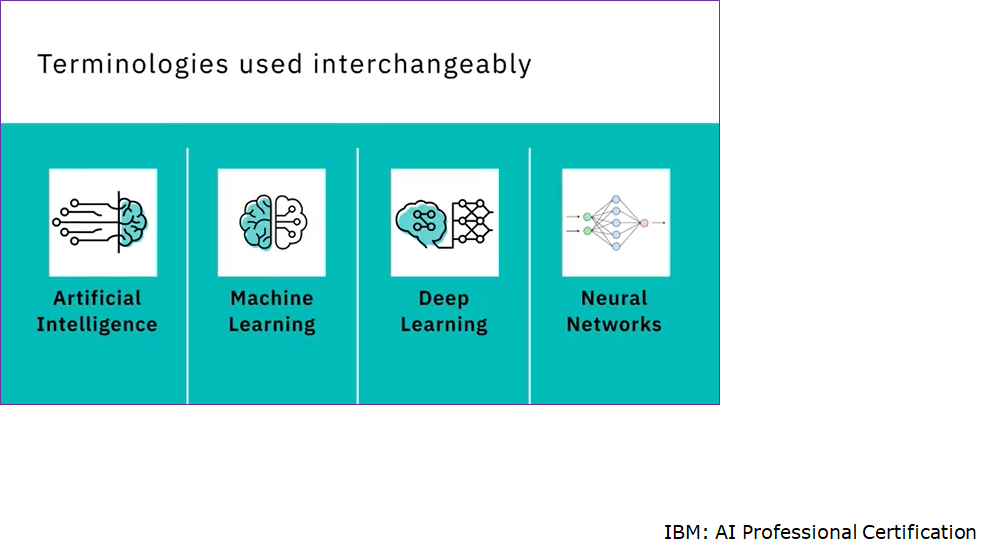 Terminologies used interchangeably
Artificial
Intelligence
Machine
Learning
Deep
Learning
Neural
Networks
IBM: AI Professional Certification